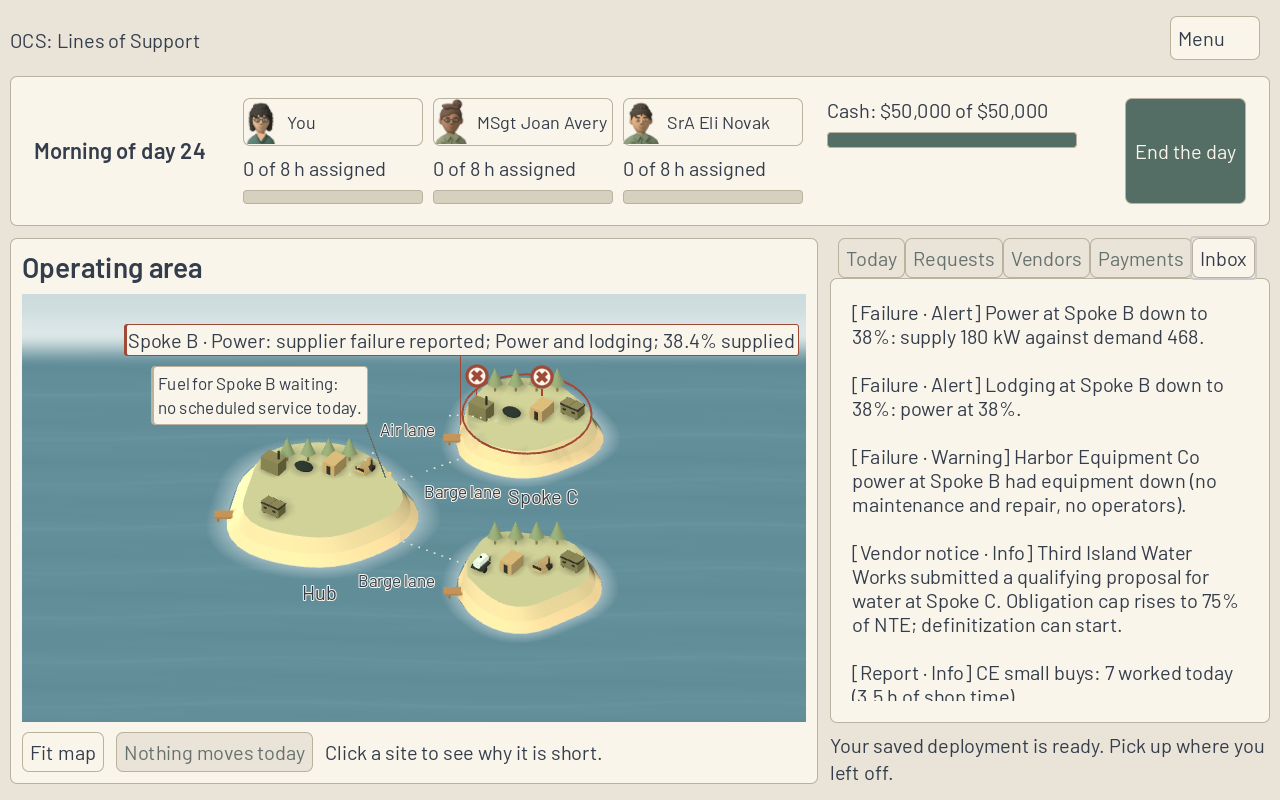 OCS: Lines of Support
Menu
Morning of day 24
You
MSgt Joan Avery
SrA Eli Novak
0 of 8 h assigned
0 of 8 h assigned
0 of 8 h assigned
Cash: $50,000 of $50,000
End the day
Operating area
Spoke B · Power: supplier failure reported; Power and lodging; 38.4% supplied
Fuel for Spoke B waiting:
no scheduled service today.
Air lane
Barge lane
Spoke C
Barge lane
Hub
Fit map
Nothing moves today
Click a site to see why it is short.
Today
Requests
Vendors
Payments
Inbox
[Failure · Alert] Power at Spoke B down to
38%: supply 180 kW against demand 468.
[Failure · Alert] Lodging at Spoke B down to
38%: power at 38%.
[Failure · Warning] Harbor Equipment Co
power at Spoke B had equipment down (no
maintenance and repair, no operators).
[Vendor notice · Info] Third Island Water
Works submitted a qualifying proposal for
water at Spoke C. Obligation cap rises to 75%
of NTE; definitization can start.
[Report · Info] CE small buys: 7 worked today
(3.5 h of shop time)
Your saved deployment is ready. Pick up where you
left off.